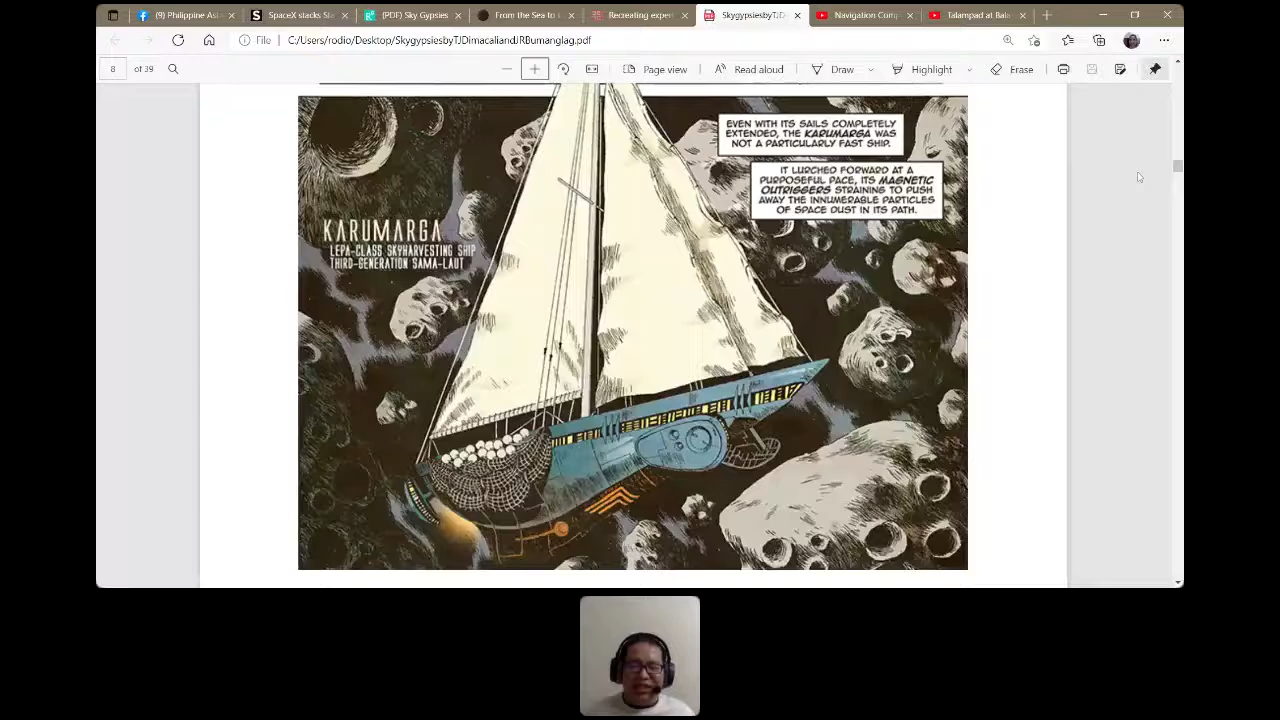 (9) Philippine Ast
SpaceX stacks Sta
(PDF) Sky Gypsies
From the Sea to t
Recreating experi
SkygypsiesbyTJD
Navigation Comp
Talampad at Bala
File
C:/Users/rodio/Desktop/SkygypsiesbyTJDimacaliandJRBumanglag.pdf
8 of 39
Page view
Read aloud
Draw
Highlight
Erase
EVEN WITH ITS SAILS COMPLETELY
EXTENDED, THE KARUMARGA WAS
NOT A PARTICULARLY FAST SHIP.
IT LURCHED FORWARD AT A
PURPOSEFUL PACE, ITS MAGNETIC
OUTRIGGERS STRAINING TO PUSH
AWAY THE INNUMERABLE PARTICLES
OF SPACE DUST IN ITS PATH.
KARUMARGA
LEPA-CLASS SKYHARVESTING SHIP
THIRD-GENERATION SAMA-LAUT